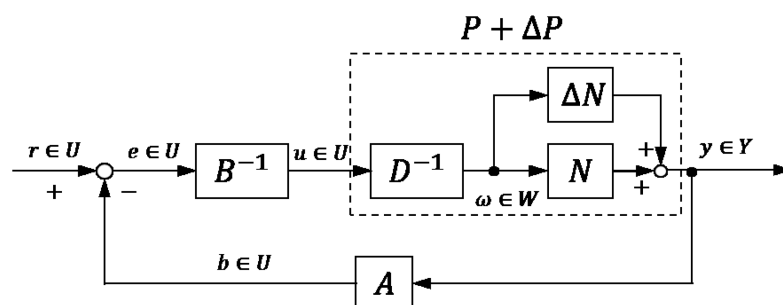 P + ΔP
ΔN
r ∈ U
e ∈ U
B⁻¹
u ∈ U
D⁻¹
N
y ∈ Y
+
−
ω ∈ W
+
+
b ∈ U
A